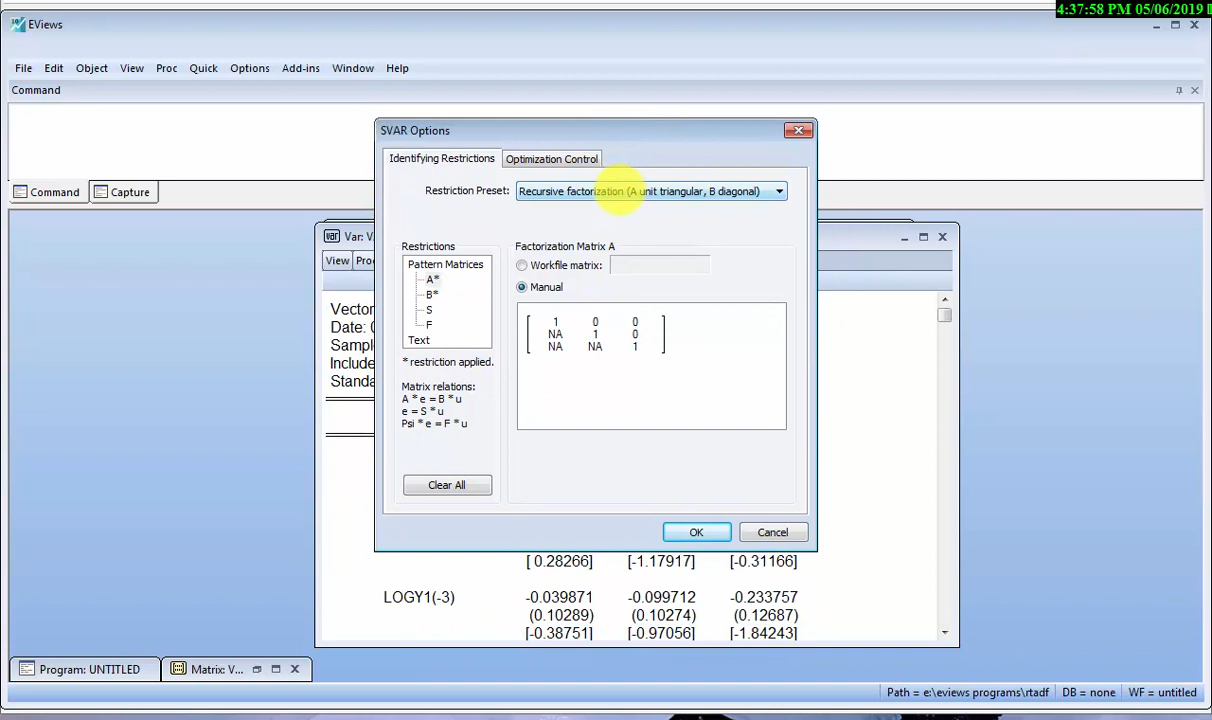 4:37:58 PM 05/06/2019
EViews
File Edit Object View Proc Quick Options Add-ins Window Help
Command
Command Capture
SVAR Options
Identifying Restrictions Optimization Control
Restriction Preset: Recursive factorization (A unit triangular, B diagonal)
Restrictions
Pattern Matrices
A*
B*
S
F
Text
* restriction applied.
Matrix relations:
A * e = B * u
e = S * u
Psi * e = F * u
Clear All
Factorization Matrix A
Workfile matrix:
Manual
1 0 0
NA 1 0
NA NA 1
OK Cancel
var Var:
View
Vector
Date:
Sample
Include
Standa
[ 0.28266] [-1.17917] [-0.31166]
LOGY1(-3) -0.039871 -0.099712 -0.233757
(0.10289) (0.10274) (0.12687)
[-0.38751] [-0.97056] [-1.84243]
Program: UNTITLED Matrix: V...
Path = e:\eviews programs\rtadf DB = none WF = untitled